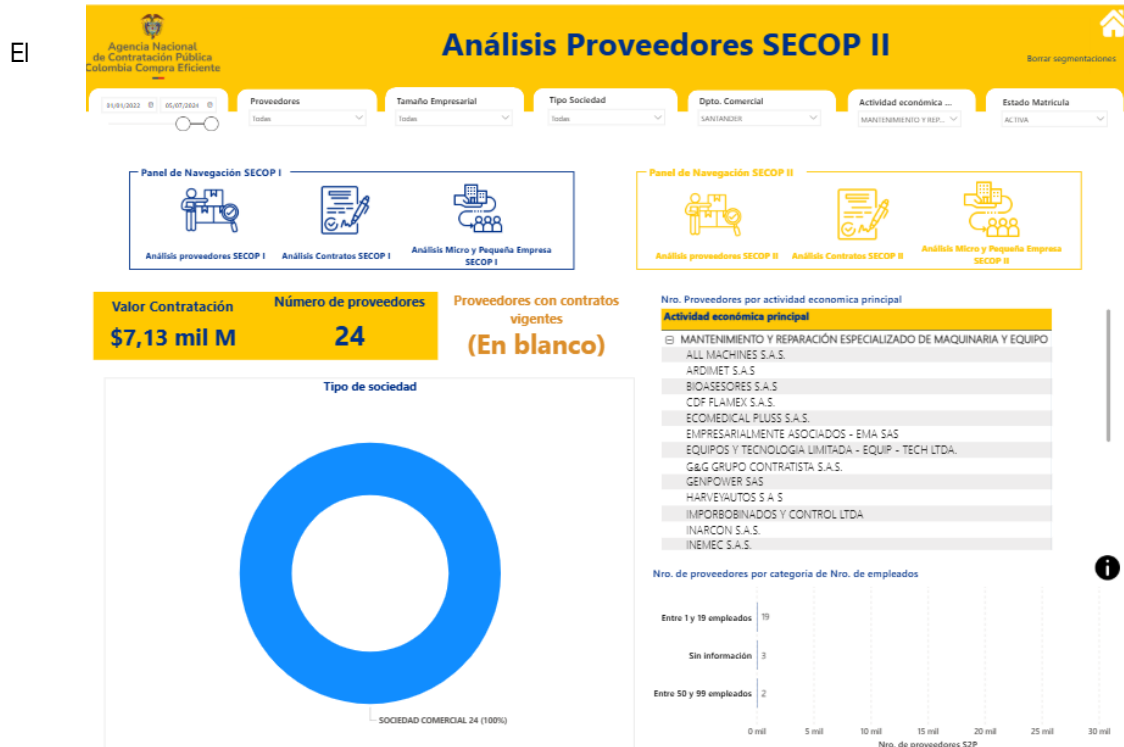 El
Agencia Nacional
de Contratación Pública
Colombia Compra Eficiente
Análisis Proveedores SECOP II
Borrar segmentaciones
31/01/2022 05/07/2024
Proveedores
Todas
Tamaño Empresarial
Todas
Tipo Sociedad
Todas
Dpto. Comercial
SANTANDER
Actividad económica ...
MANTENIMIENTO Y REP...
Estado Matricula
ACTIVA
Panel de Navegación SECOP I
Análisis proveedores SECOP I
Análisis Contratos SECOP I
Análisis Micro y Pequeña Empresa
SECOP I
Panel de Navegación SECOP II
Análisis proveedores SECOP II
Análisis Contratos SECOP II
Análisis Micro y Pequeña Empresa
SECOP II
Valor Contratación
$7,13 mil M
Número de proveedores
24
Proveedores con contratos
vigentes
(En blanco)
Nro. Proveedores por actividad economica principal
Actividad económica principal
MANTENIMIENTO Y REPARACIÓN ESPECIALIZADO DE MAQUINARIA Y EQUIPO
ALL MACHINES S.A.S.
ARDIMET S.A.S
BIOASESORES S.A.S
CDF FLAMEX S.A.S.
ECOMEDICAL PLUSS S.A.S.
EMPRESARIALMENTE ASOCIADOS - EMA SAS
EQUIPOS Y TECNOLOGIA LIMITADA - EQUIP - TECH LTDA.
G&G GRUPO CONTRATISTA S.A.S.
GENPOWER SAS
HARVEYAUTOS S A S
IMPORBOBINADOS Y CONTROL LTDA
INARCON S.A.S.
INEMEC S.A.S.
Tipo de sociedad
SOCIEDAD COMERCIAL 24 (100%)
Nro. de proveedores por categoria de Nro. de empleados
Entre 1 y 19 empleados 19
Sin información 3
Entre 50 y 99 empleados 2
0 mil 5 mil 10 mil 15 mil 20 mil 25 mil 30 mil
Nro. de proveedores S2P